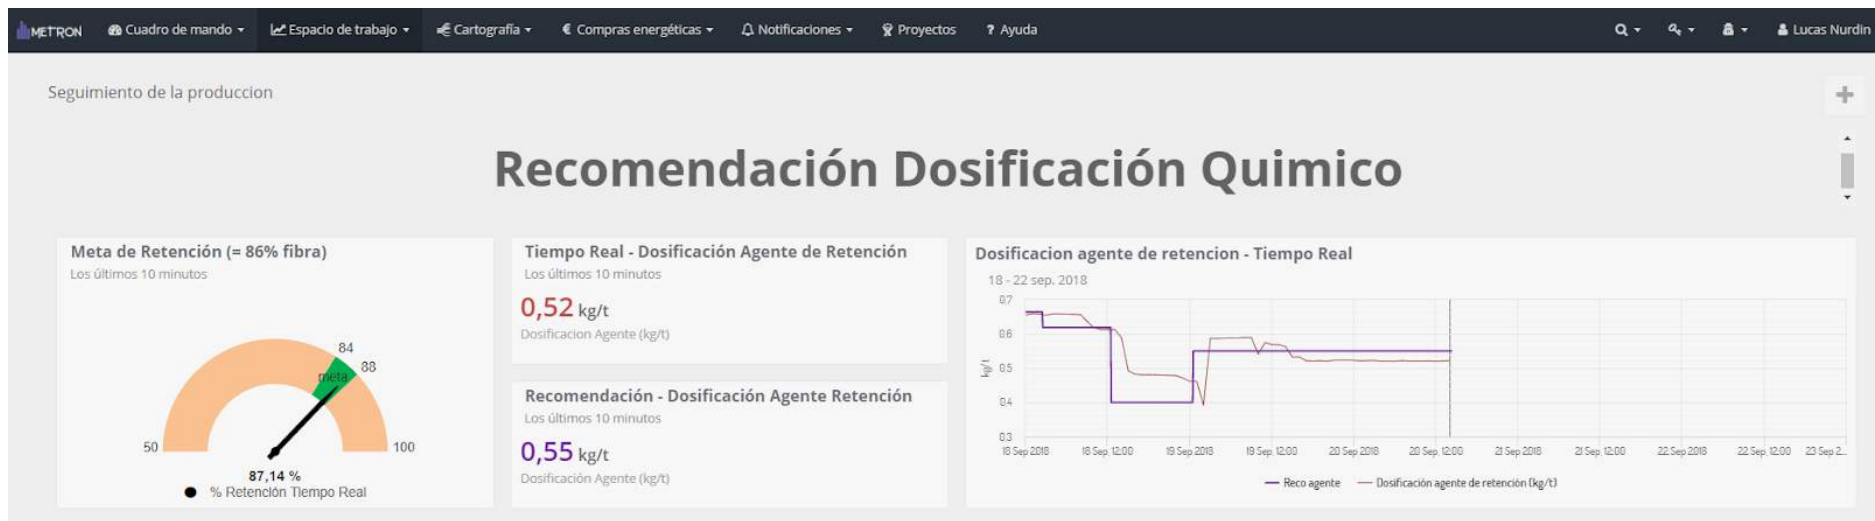 METRON Cuadro de mando Espacio de trabajo Cartografía € Compras energéticas Notificaciones Proyectos ? Ayuda Lucas Nurdin
Seguimiento de la produccion
Recomendación Dosificación Quimico
Meta de Retención (= 86% fibra)
Los últimos 10 minutos
84
88
meta
50
100
87,14 %
% Retención Tiempo Real
Tiempo Real - Dosificación Agente de Retención
Los últimos 10 minutos
0,52 kg/t
Dosificacion Agente (kg/t)
Recomendación - Dosificación Agente Retención
Los últimos 10 minutos
0,55 kg/t
Dosificación Agente (kg/t)
Dosificacion agente de retencion - Tiempo Real
18 - 22 sep. 2018
0.7
0.6
0.5
0.4
0.3
kg/t
18 Sep 2018 18 Sep, 12:00 19 Sep 2018 19 Sep, 12:00 20 Sep 2018 20 Sep, 12:00 21 Sep 2018 21 Sep, 12:00 22 Sep 2018 22 Sep, 12:00 23 Sep 2...
Reco agente Dosificación agente de retención (kg/t)